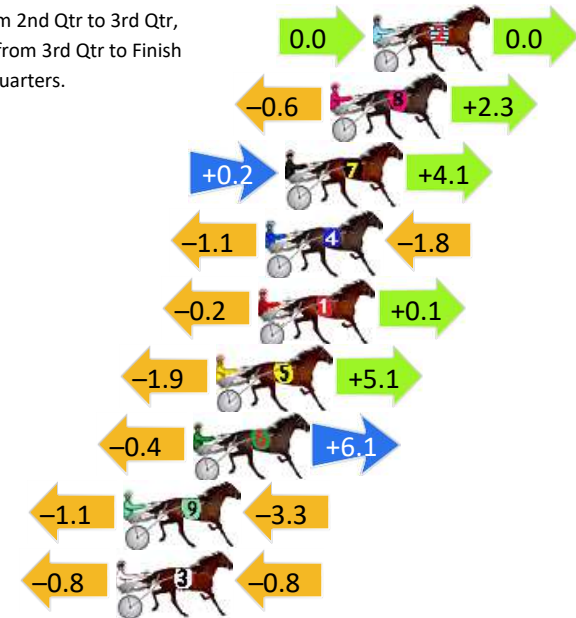 m 2nd Qtr to 3rd Qtr,
from 3rd Qtr to Finish
uarters.
0.0 2 0.0
–0.6 8 +2.3
+0.2 7 +4.1
–1.1 4 –1.8
–0.2 1 +0.1
–1.9 5 +5.1
–0.4 6 +6.1
–1.1 9 –3.3
–0.8 3 –0.8